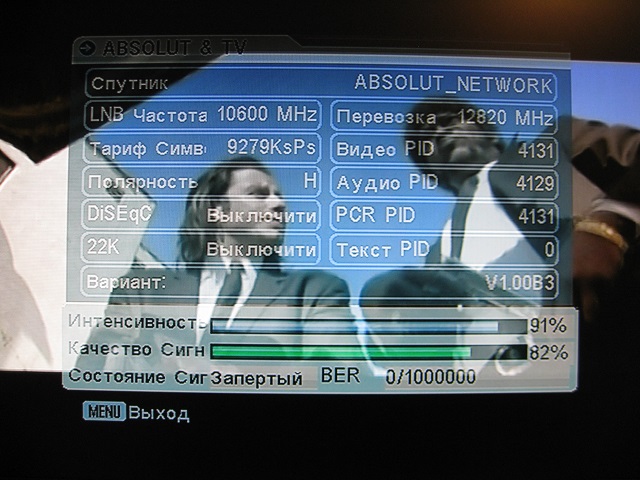 ABSOLUT & TV
Спутник ABSOLUT_NETWORK
LNB Частота 10600 MHz Перевозка 12820 MHz
Тариф Симв 9279KsPs Видео PID 4131
Полярность H Аудио PID 4129
DiSEqC Выключити PCR PID 4131
22K Выключити Текст PID 0
Вариант: V1.00B3
Интенсивность 91%
Качество Сигн 82%
Состояние Сиг Запертый BER 0/1000000
MENU Выход